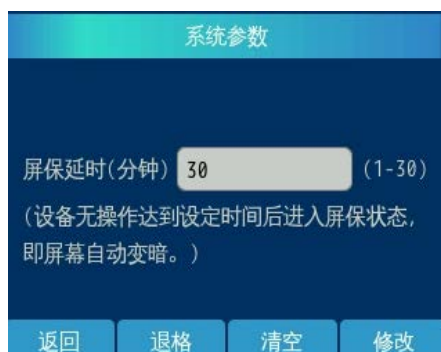 系统参数
屏保延时(分钟) 30 (1-30)
(设备无操作达到设定时间后进入屏保状态,
即屏幕自动变暗。)
返回 退格 清空 修改